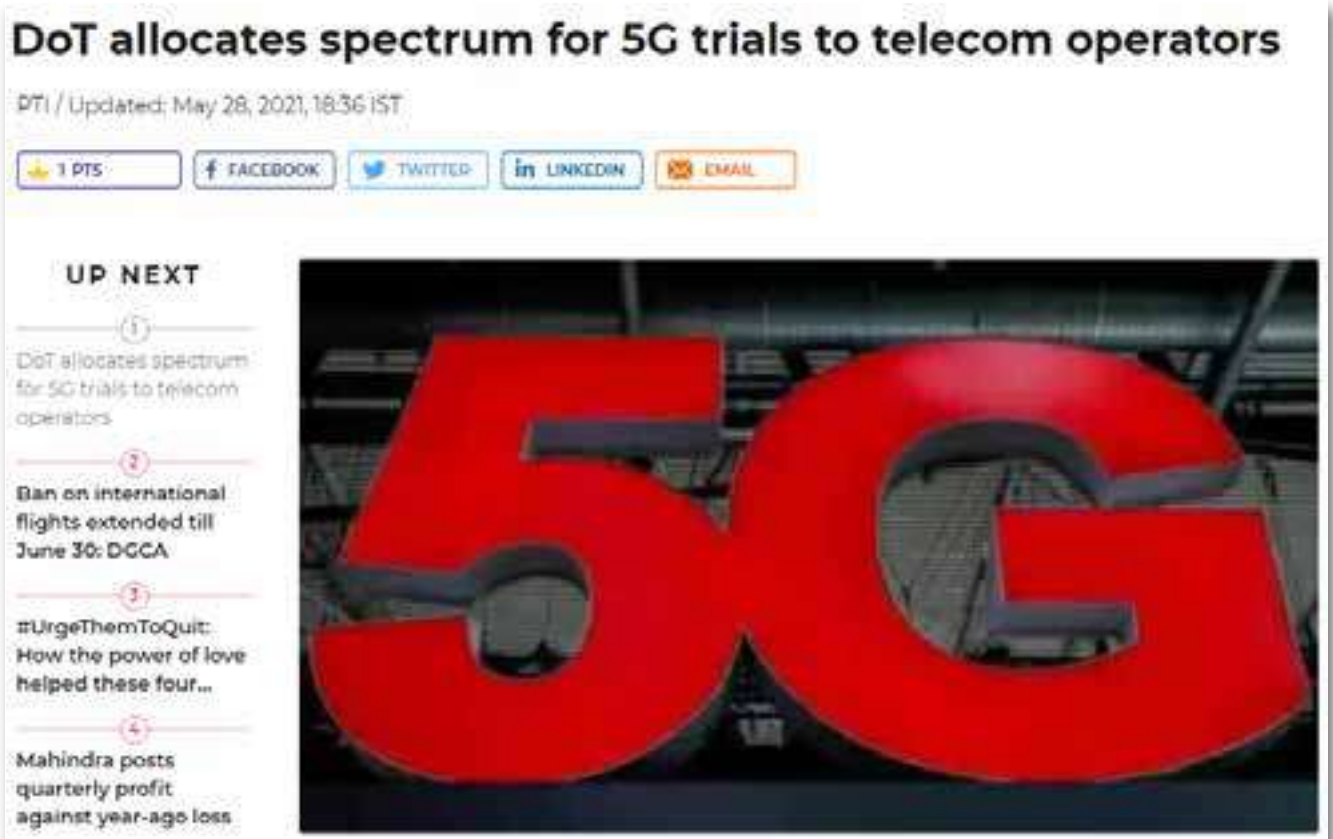 DoT allocates spectrum for 5G trials to telecom operators
PTI / Updated: May 28, 2021, 18:36 IST
1 PTS
FACEBOOK
TWITTER
in LINKEDIN
EMAIL
UP NEXT
1
DoT allocates spectrum
for 5G trials to telecom
operators
2
Ban on international
flights extended till
June 30: DGCA
3
#UrgeThemToQuit:
How the power of love
helped these four...
4
Mahindra posts
quarterly profit
against year-ago loss
5G